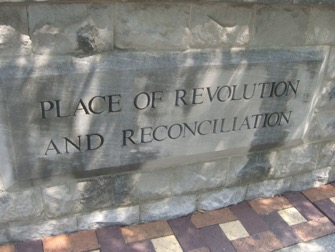 PLACE OF REVOLUTION
AND RECONCILIATION